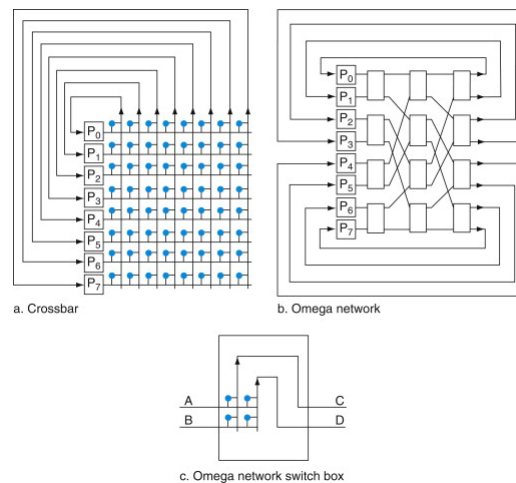 P0
P1
P2
P3
P4
P5
P6
P7
a. Crossbar
P0
P1
P2
P3
P4
P5
P6
P7
b. Omega network
A
B
C
D
c. Omega network switch box